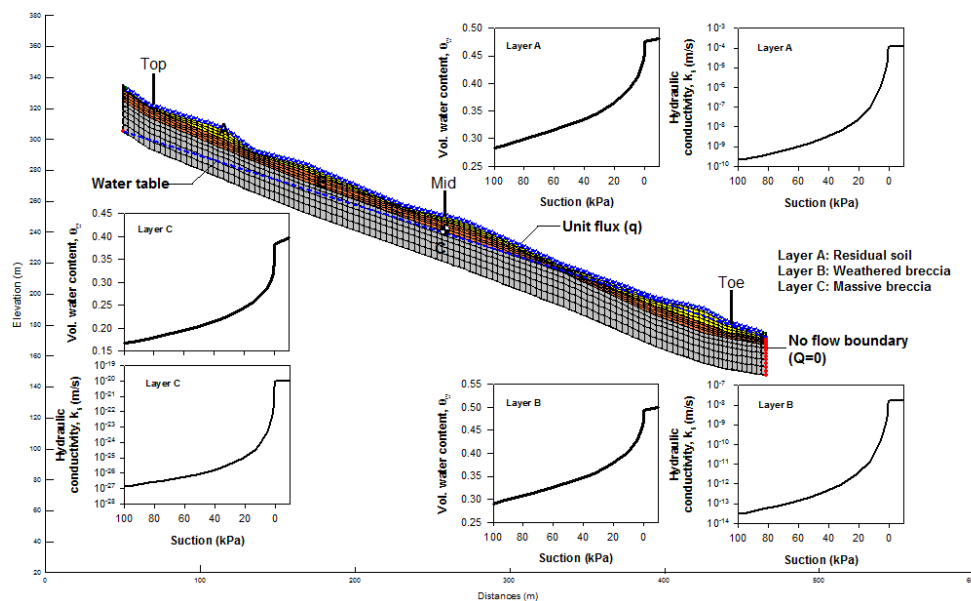 380
360
340
320
300
280
260
240
220
200
180
160
140
120
100
80
60
40
20
Elevation (m)
0
100
200
300
400
500
Distances (m)
Top
Mid
Toe
A
C
Water table
Unit flux (q)
No flow boundary
(Q=0)
Layer A: Residual soil
Layer B: Weathered breccia
Layer C: Massive breccia
Layer A
Vol. water content, θw
0.50
0.45
0.40
0.35
0.30
0.25
100 80 60 40 20 0
Suction (kPa)
Layer A
Hydraulic
conductivity, ks (m/s)
10-3
10-4
10-5
10-6
10-7
10-8
10-9
10-10
100 80 60 40 20 0
Suction (kPa)
Layer C
Vol. water content, θw
0.45
0.40
0.35
0.30
0.25
0.20
0.15
100 80 60 40 20 0
Suction (kPa)
Layer C
Hydraulic
conductivity, ks (m/s)
10-19
10-20
10-21
10-22
10-23
10-24
10-25
10-26
10-27
10-28
100 80 60 40 20 0
Suction (kPa)
Layer B
Vol. water content, θw
0.55
0.50
0.45
0.40
0.35
0.30
0.25
100 80 60 40 20 0
Suction (kPa)
Layer B
Hydraulic
conductivity, ks (m/s)
10-7
10-8
10-9
10-10
10-11
10-12
10-13
10-14
100 80 60 40 20 0
Suction (kPa)